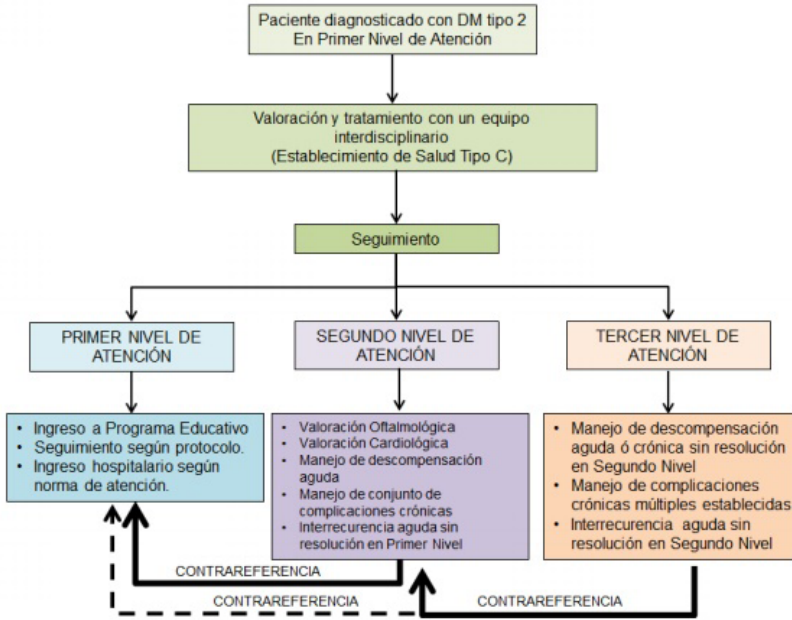 Paciente diagnosticado con DM tipo 2
En Primer Nivel de Atención
Valoración y tratamiento con un equipo
interdisciplinario
(Establecimiento de Salud Tipo C)
Seguimiento
PRIMER NIVEL DE
ATENCIÓN
SEGUNDO NIVEL DE
ATENCIÓN
TERCER NIVEL DE
ATENCIÓN
• Ingreso a Programa Educativo
• Seguimiento según protocolo.
• Ingreso hospitalario según
norma de atención.
• Valoración Oftalmológica
• Valoración Cardiológica
• Manejo de descompensación
aguda
• Manejo de conjunto de
complicaciones crónicas
• Interrecurencia aguda sin
resolución en Primer Nivel
• Manejo de descompensación
aguda ó crónica sin resolución
en Segundo Nivel
• Manejo de complicaciones
crónicas múltiples establecidas
• Interrecurencia aguda sin
resolución en Segundo Nivel
CONTRAREFERENCIA
CONTRAREFERENCIA
CONTRAREFERENCIA